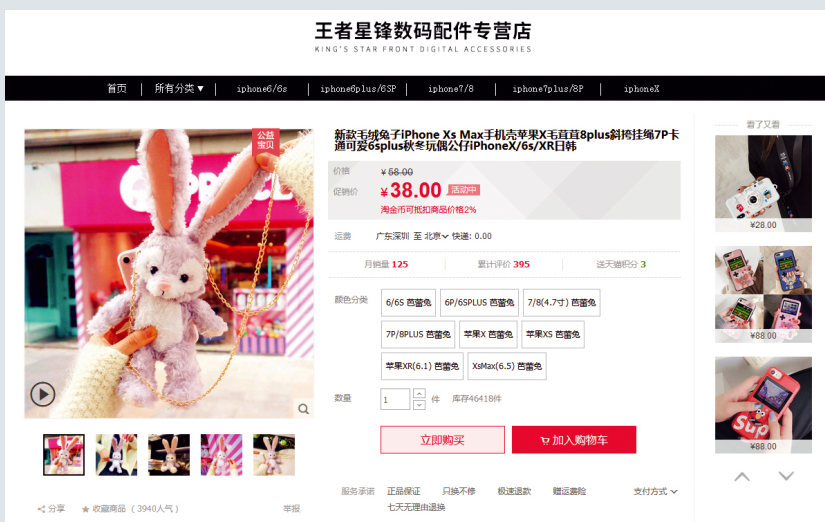 王者星锋数码配件专营店
KING'S STAR FRONT DIGITAL ACCESSORIES
首页 所有分类 iphone6/6s iphone6plus/6SP iphone7/8 iphone7plus/8P iphoneX
公益
宝贝
新款毛绒兔子iPhone Xs Max手机壳苹果X毛茸茸8plus斜挎挂绳7P卡
通可爱6splus秋冬玩偶公仔iPhoneX/6s/XR日韩
价格 ¥ 58.00
促销价 ¥ 38.00 活动中
淘金币可抵扣商品价格2%
运费 广东深圳 至 北京 快递: 0.00
月销量 125 累计评价 395 送天猫积分 3
颜色分类 6/6S 芭蕾兔 6P/6SPLUS 芭蕾兔 7/8(4.7寸) 芭蕾兔
7P/8PLUS 芭蕾兔 苹果X 芭蕾兔 苹果XS 芭蕾兔
苹果XR(6.1) 芭蕾兔 XsMax(6.5) 芭蕾兔
数量 1 件 库存46418件
立即购买 加入购物车
服务承诺 正品保证 只换不修 极速退款 赠运费险 支付方式
七天无理由退换
分享 收藏商品 (3940人气) 举报
看了又看
¥28.00
¥88.00
Sup
¥88.00